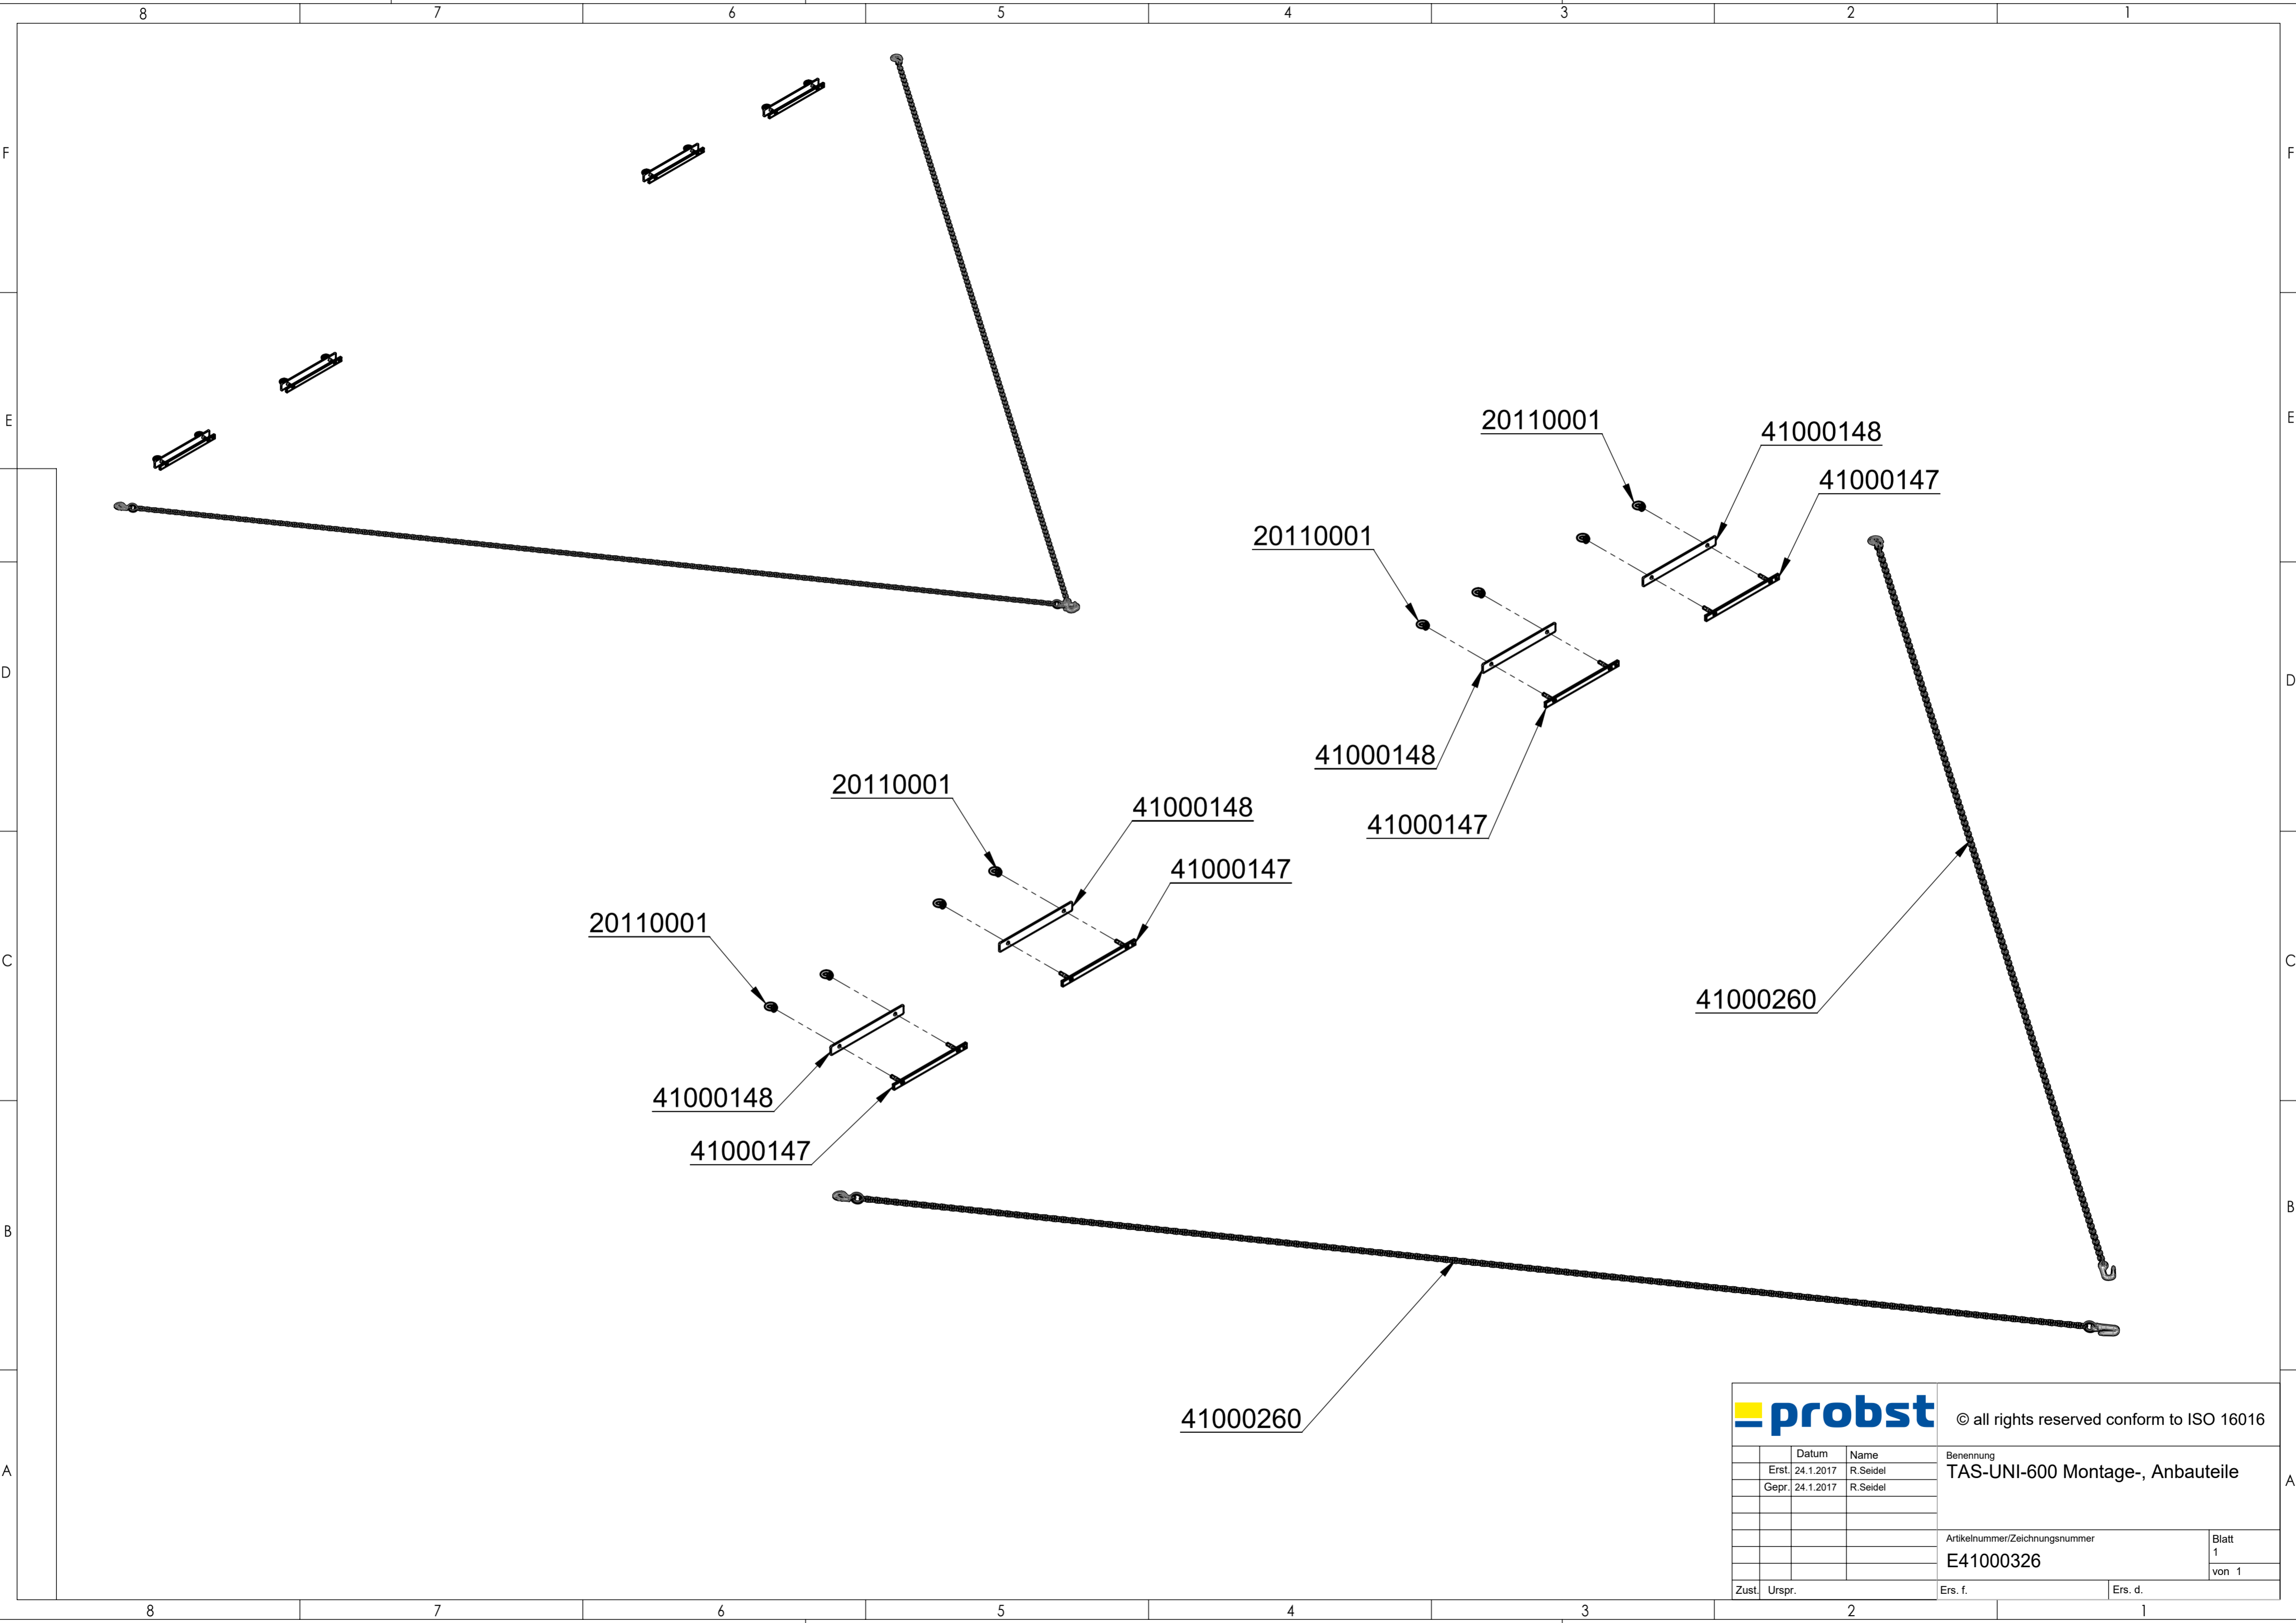 8 7 6 5 4 3 2 1
F F
E E
D D
C C
B B
A A
20110001
41000148
41000147
20110001
41000148
41000147
20110001
41000148
41000147
20110001
41000148
41000147
41000260
41000260
probst
© all rights reserved conform to ISO 16016
Datum Name
Erst. 24.1.2017 R.Seidel
Gepr. 24.1.2017 R.Seidel
Benennung
TAS-UNI-600 Montage-, Anbauteile
Artikelnummer/Zeichnungsnummer
E41000326
Blatt
1
von 1
Zust. Urspr. Ers. f. Ers. d.
8 7 6 5 4 3 2 1